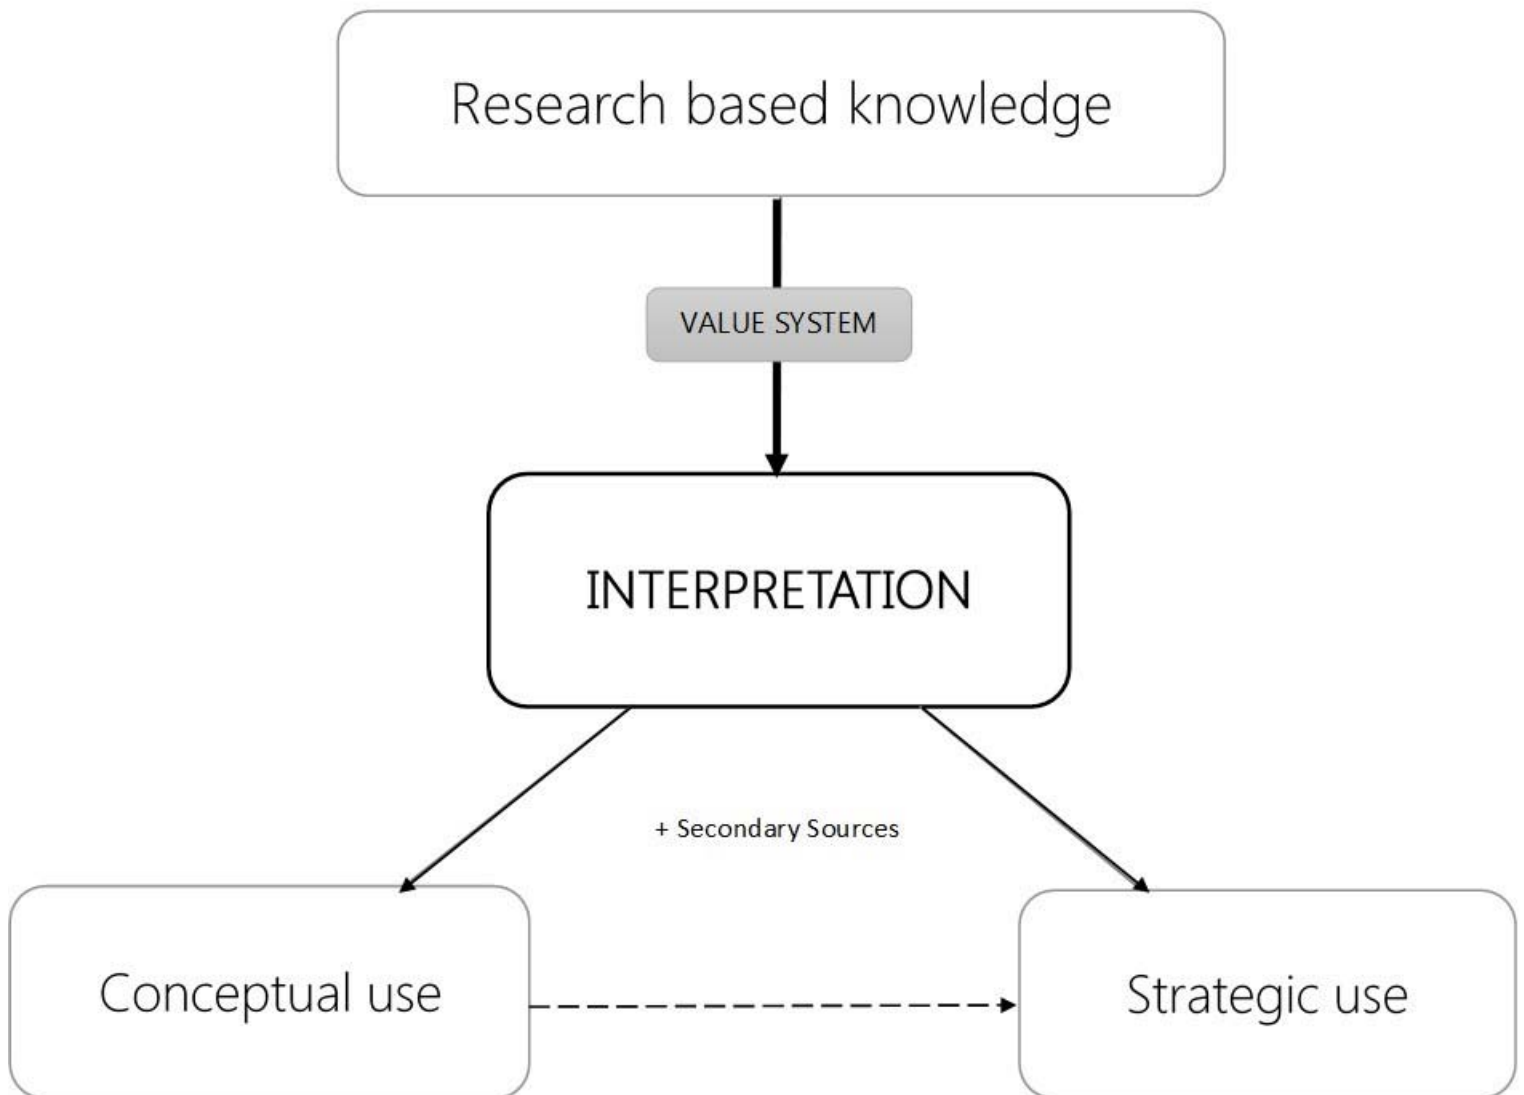 Research based knowledge
VALUE SYSTEM
INTERPRETATION
+ Secondary Sources
Conceptual use
Strategic use